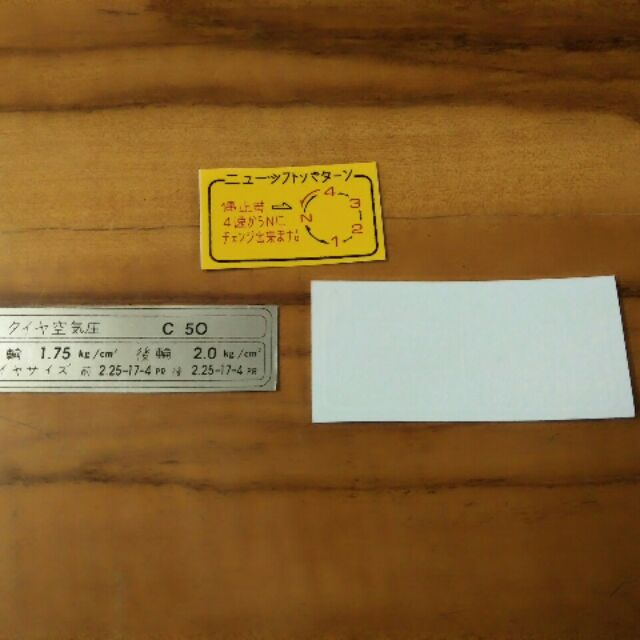 ニューシフトパターン
停止時
4速からNに
チェンジ出来ます。
4
3
N
2
1
タイヤ空気圧 C50
輪 1.75 kg/cm² 後輪 2.0 kg/cm²
イヤサイズ 前 2.25-17-4 PR 後 2.25-17-4 PR